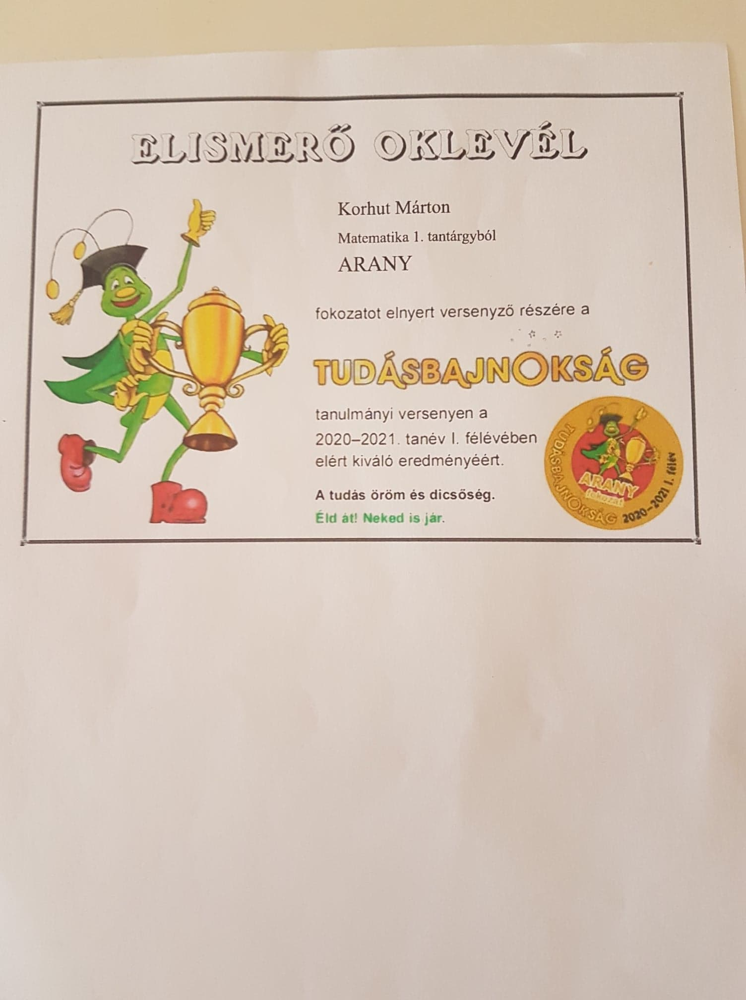 ELISMERŐ OKLEVÉL
Korhut Márton
Matematika 1. tantárgyból
ARANY
fokozatot elnyert versenyző részére a
TUDÁSBAJNOKSÁG
tanulmányi versenyen a
2020–2021. tanév I. félévében
elért kiváló eredményéért.
A tudás öröm és dicsőség.
Éld át! Neked is jár.
TUDÁSBAJNOKSÁG 2020–2021 I. félév
ARANY
fokozat